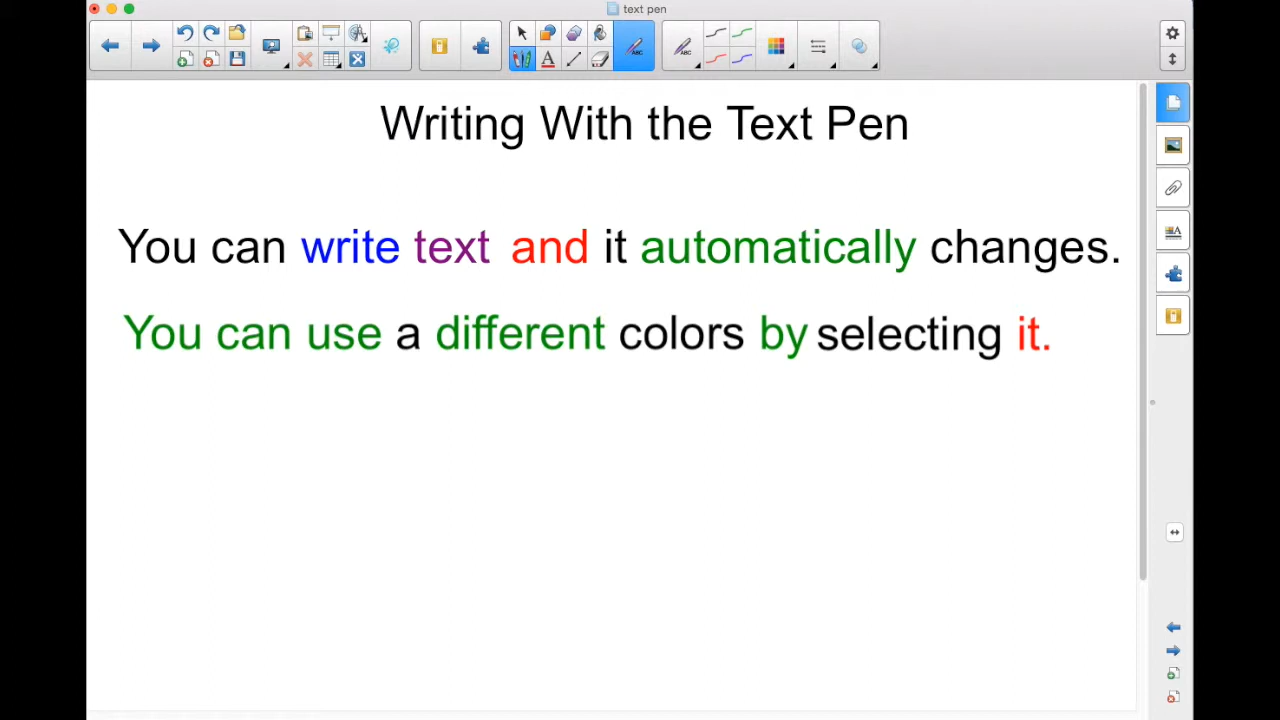 text pen
Writing With the Text Pen
You can write text and it automatically changes.
You can use a different colors by selecting it.